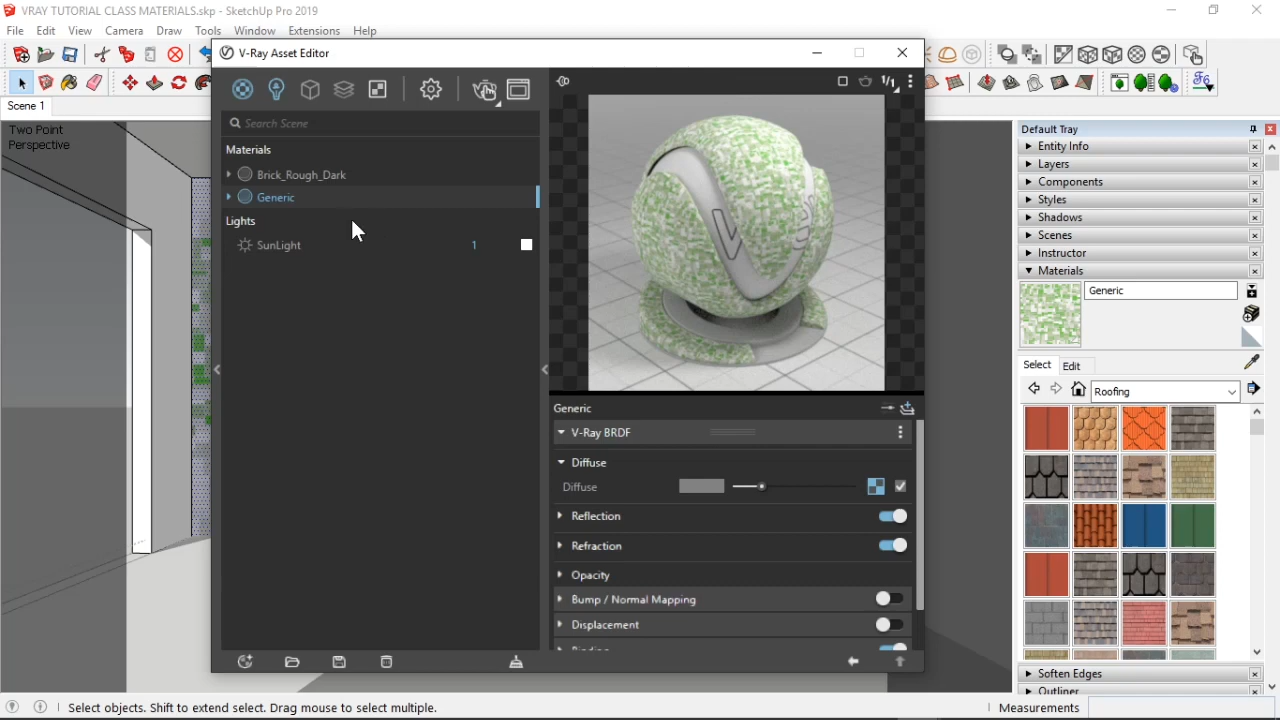 VRAY TUTORIAL CLASS MATERIALS.skp - SketchUp Pro 2019
File Edit View Camera Draw Tools Window Extensions Help
Scene 1
Two Point
Perspective
V-Ray Asset Editor
Search Scene
Materials
Brick_Rough_Dark
Generic
Lights
SunLight 1
1/1
Generic
V-Ray BRDF
Diffuse
Diffuse
Reflection
Refraction
Opacity
Bump / Normal Mapping
Displacement
Default Tray
Entity Info
Layers
Components
Styles
Shadows
Scenes
Instructor
Materials
Generic
Select Edit
Roofing
Soften Edges
Outliner
Select objects. Shift to extend select. Drag mouse to select multiple.
Measurements